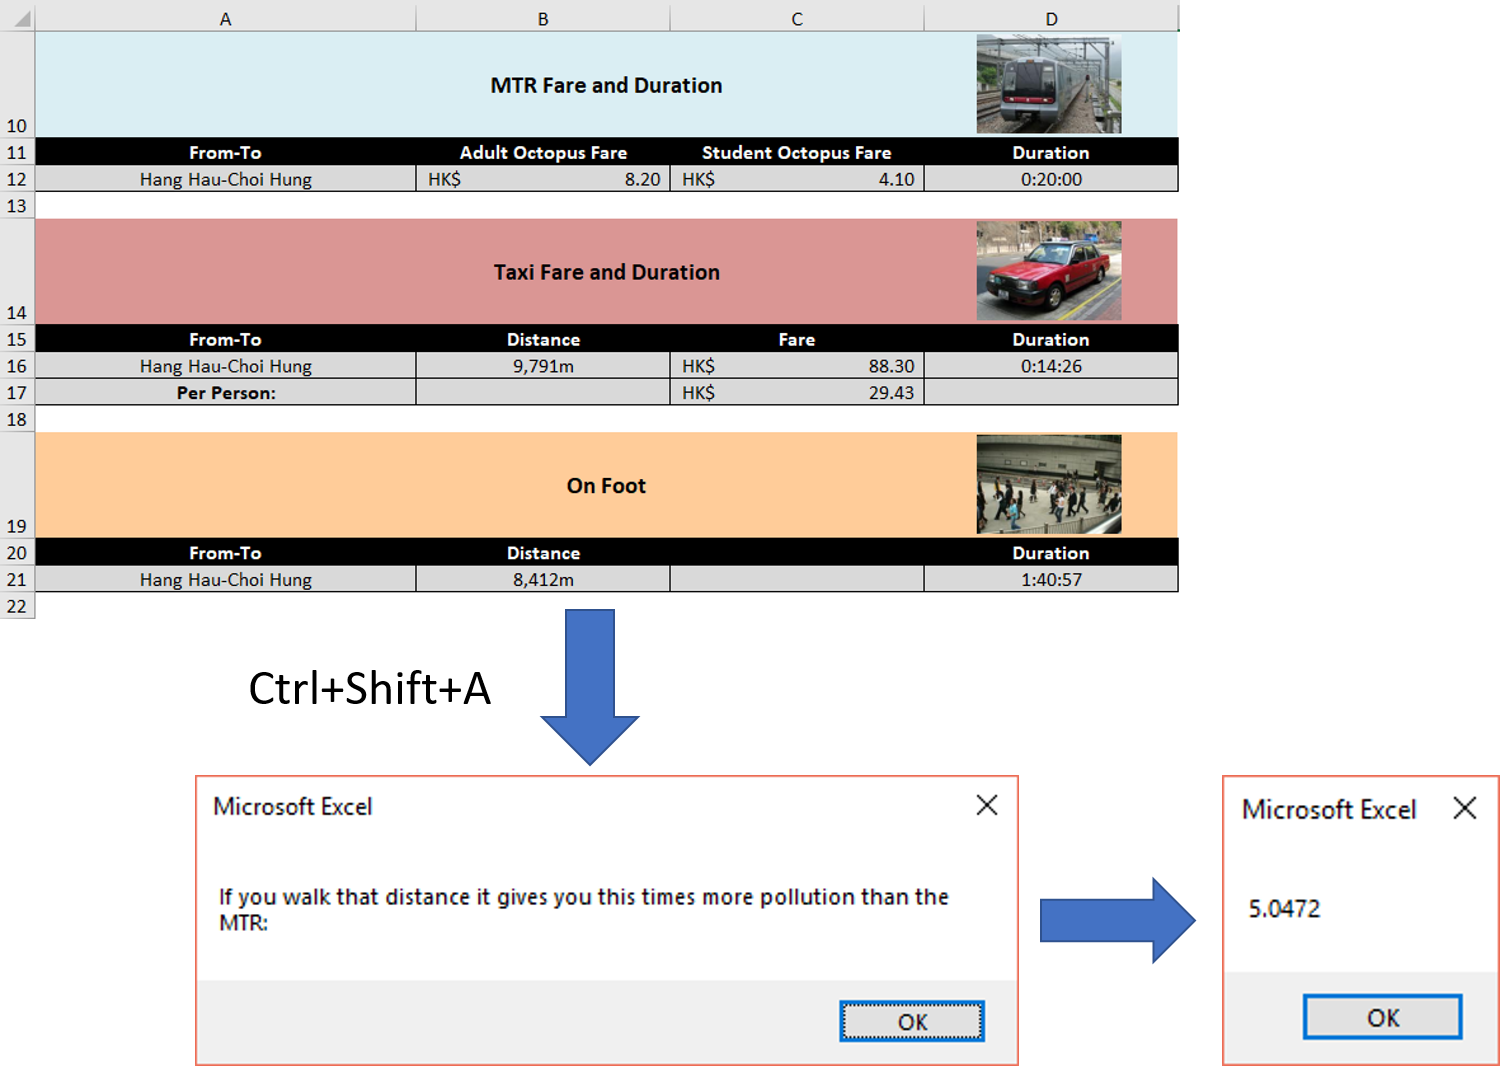 A B C D
10 MTR Fare and Duration
11 From-To Adult Octopus Fare Student Octopus Fare Duration
12 Hang Hau-Choi Hung HK$ 8.20 HK$ 4.10 0:20:00
13
14 Taxi Fare and Duration
15 From-To Distance Fare Duration
16 Hang Hau-Choi Hung 9,791m HK$ 88.30 0:14:26
17 Per Person: HK$ 29.43
18
19 On Foot
20 From-To Distance Duration
21 Hang Hau-Choi Hung 8,412m 1:40:57
22
Ctrl+Shift+A
Microsoft Excel
If you walk that distance it gives you this times more pollution than the
MTR:
OK
Microsoft Excel
5.0472
OK